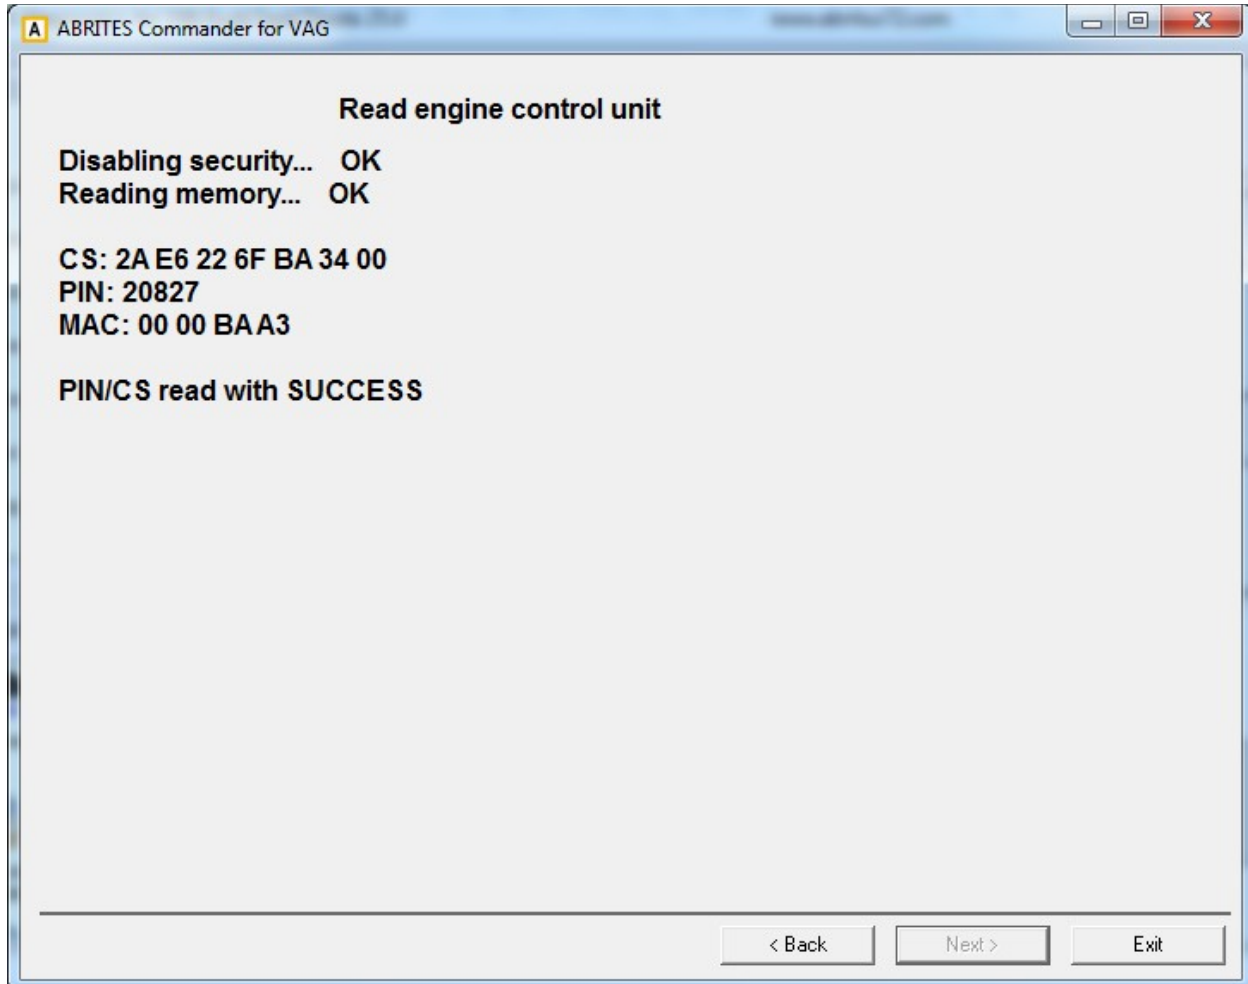 A ABRITES Commander for VAG
Read engine control unit
Disabling security... OK
Reading memory... OK
CS: 2A E6 22 6F BA 34 00
PIN: 20827
MAC: 00 00 BA A3
PIN/CS read with SUCCESS
< Back Next > Exit